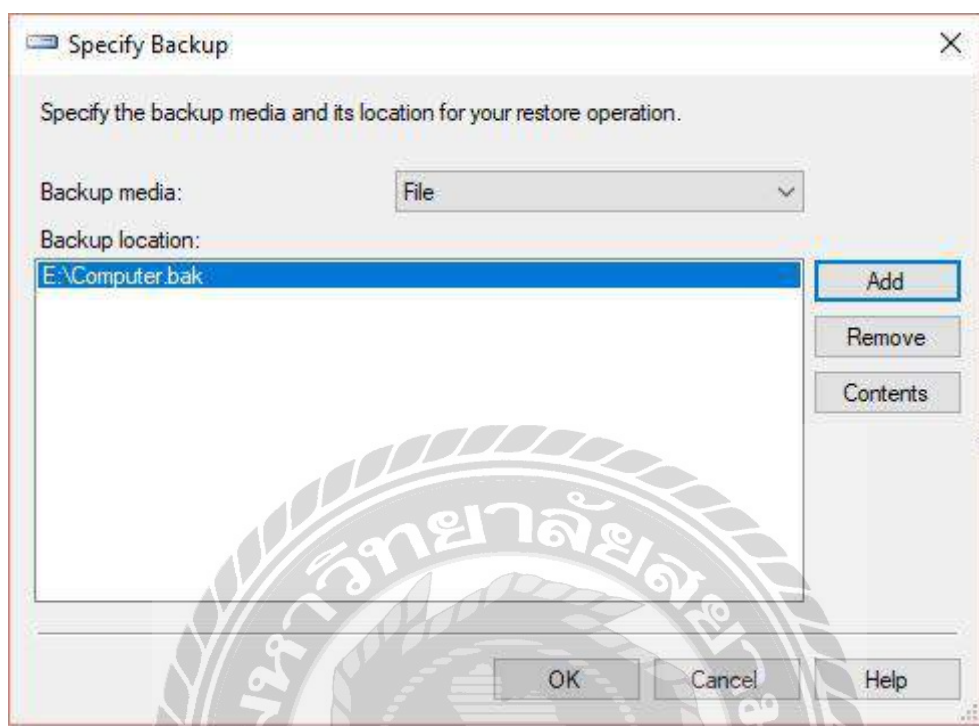 Specify Backup
Specify the backup media and its location for your restore operation.
Backup media:
File
Backup location:
E:\Computer.bak
Add
Remove
Contents
OK
Cancel
Help